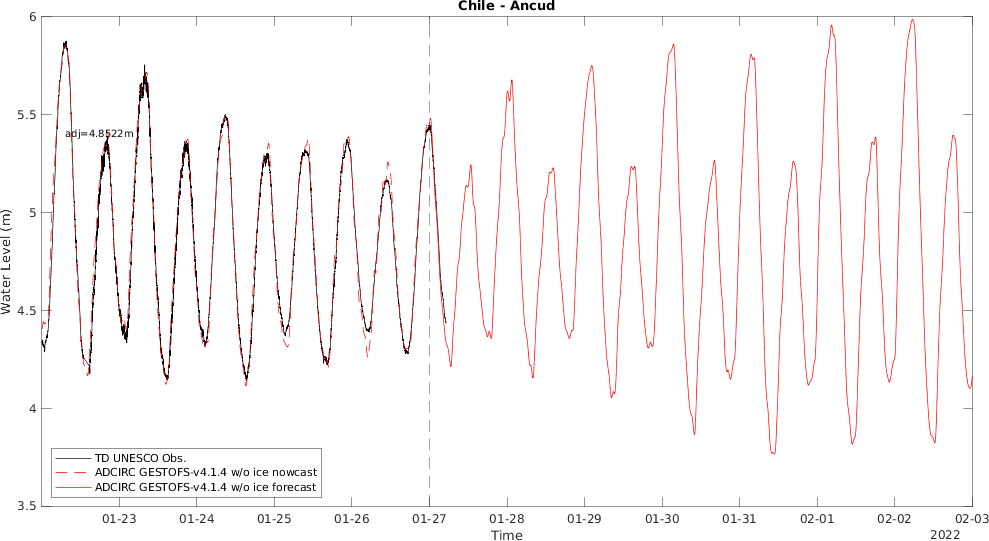 Chile - Ancud
6
5.5
5
4.5
4
3.5
Water Level (m)
adj=4.8522m
TD UNESCO Obs.
ADCIRC GESTOFS-v4.1.4 w/o ice nowcast
ADCIRC GESTOFS-v4.1.4 w/o ice forecast
01-23 01-24 01-25 01-26 01-27 01-28 01-29 01-30 01-31 02-01 02-02 02-03
Time
2022